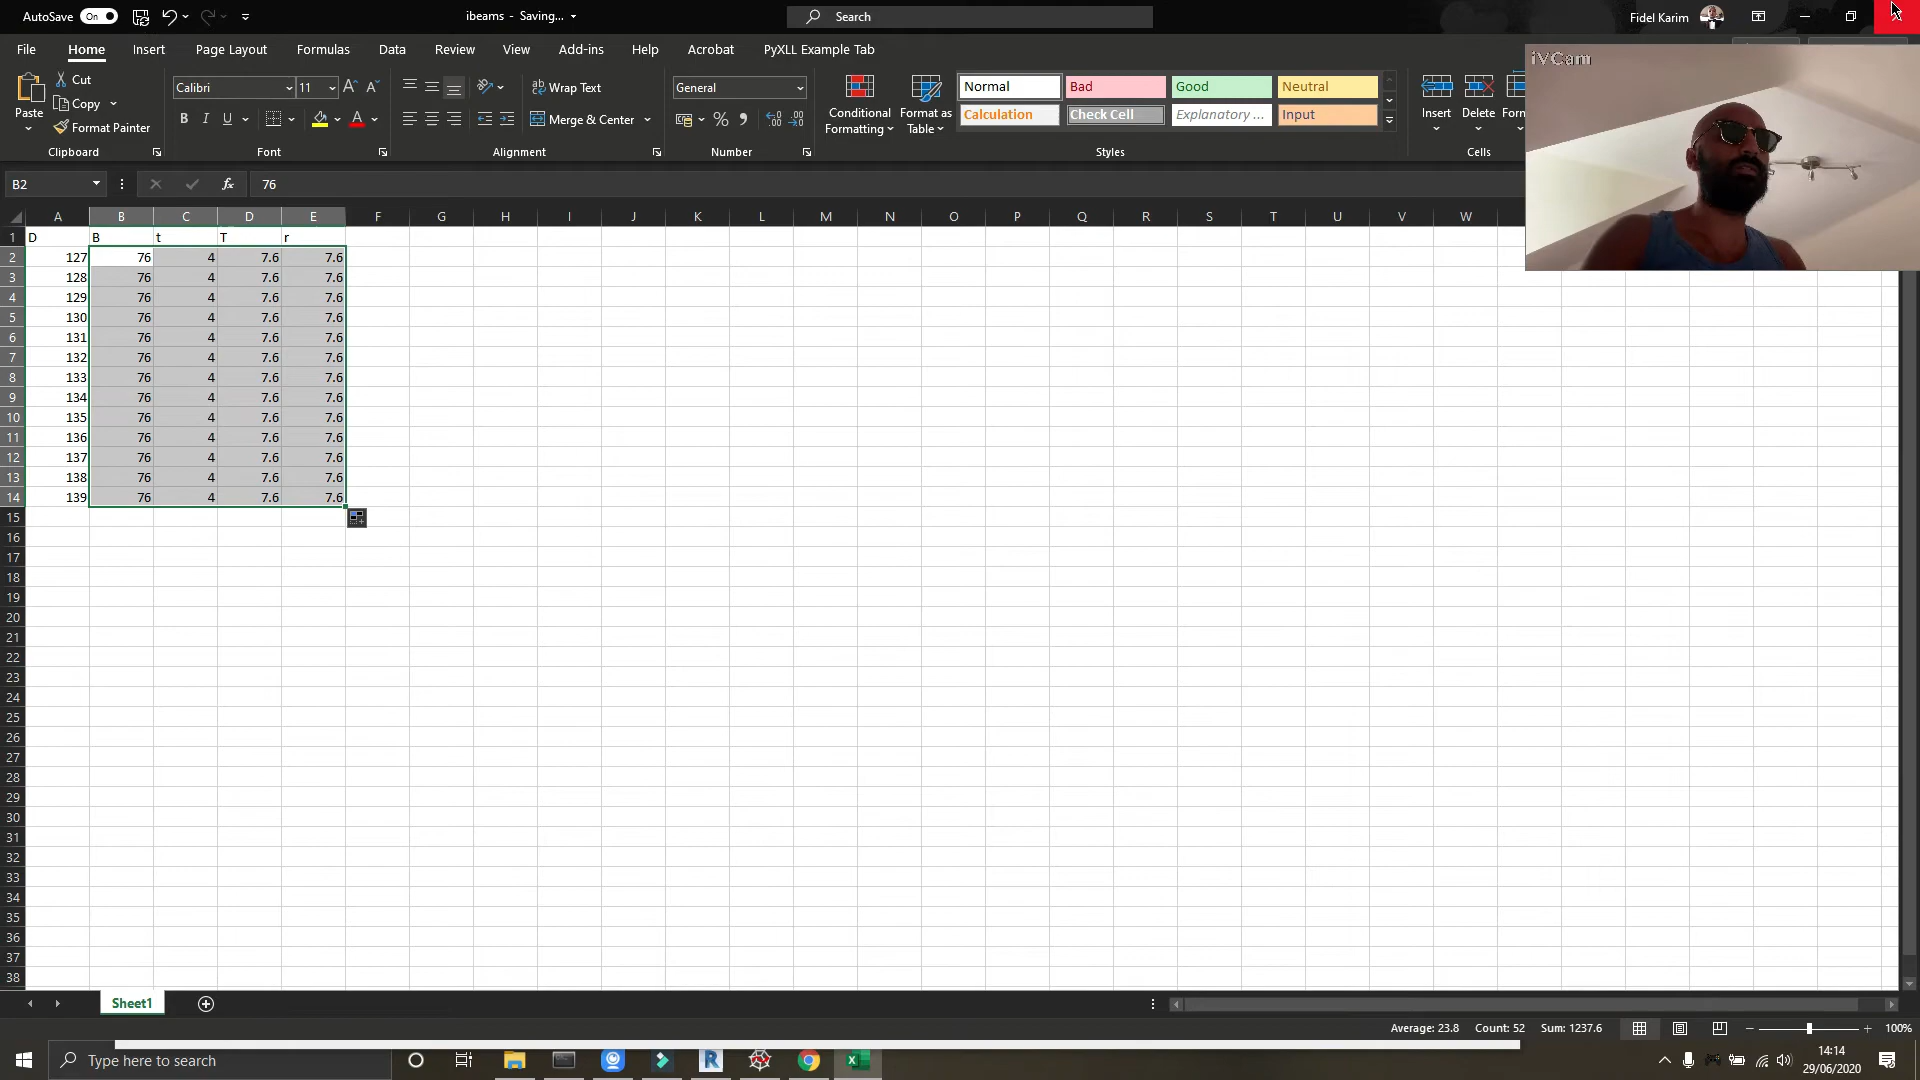 AutoSave On ibeams - Saving... Search Fidel Karim
File Home Insert Page Layout Formulas Data Review View Add-ins Help Acrobat PyXLL Example Tab
iVCam
Paste Cut Copy Format Painter
Calibri 11
Wrap Text
Merge & Center
General
Conditional Formatting
Format as Table
Normal Bad Good Neutral
Calculation Check Cell Explanatory ... Input
Insert Delete
Clipboard Font Alignment Number Styles Cells
B2 fx 76
A B C D E F G H I J K L M N O P Q R S T U V W
1 D B t T r
2 127 76 4 7.6 7.6
3 128 76 4 7.6 7.6
4 129 76 4 7.6 7.6
5 130 76 4 7.6 7.6
6 131 76 4 7.6 7.6
7 132 76 4 7.6 7.6
8 133 76 4 7.6 7.6
9 134 76 4 7.6 7.6
10 135 76 4 7.6 7.6
11 136 76 4 7.6 7.6
12 137 76 4 7.6 7.6
13 138 76 4 7.6 7.6
14 139 76 4 7.6 7.6
15
16
17
18
19
20
21
22
23
24
25
26
27
28
29
30
31
32
33
34
35
36
37
38
Sheet1
Average: 23.8 Count: 52 Sum: 1237.6 100%
Type here to search
14:14
29/06/2020